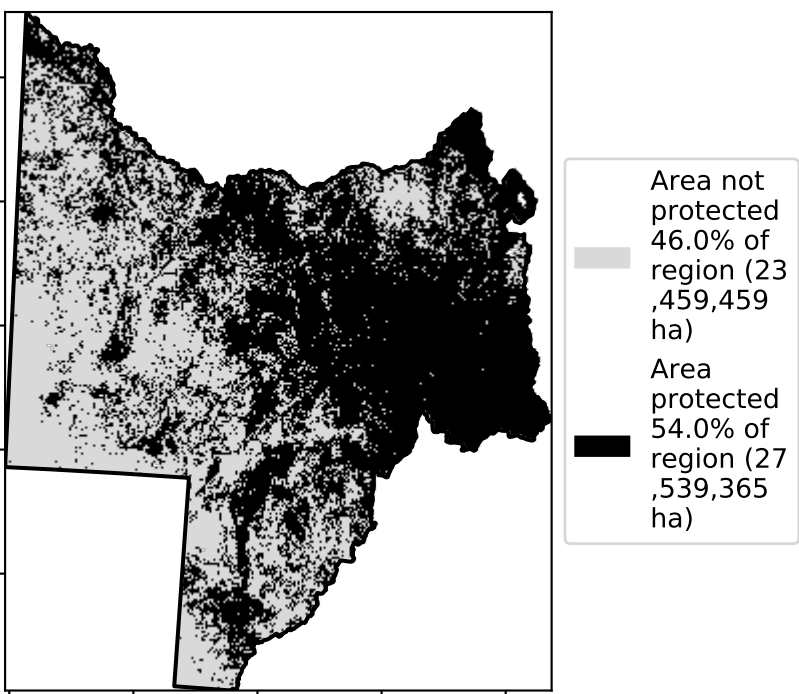 Area not
protected
46.0% of
region (23
,459,459
ha)
Area
protected
54.0% of
region (27
,539,365
ha)